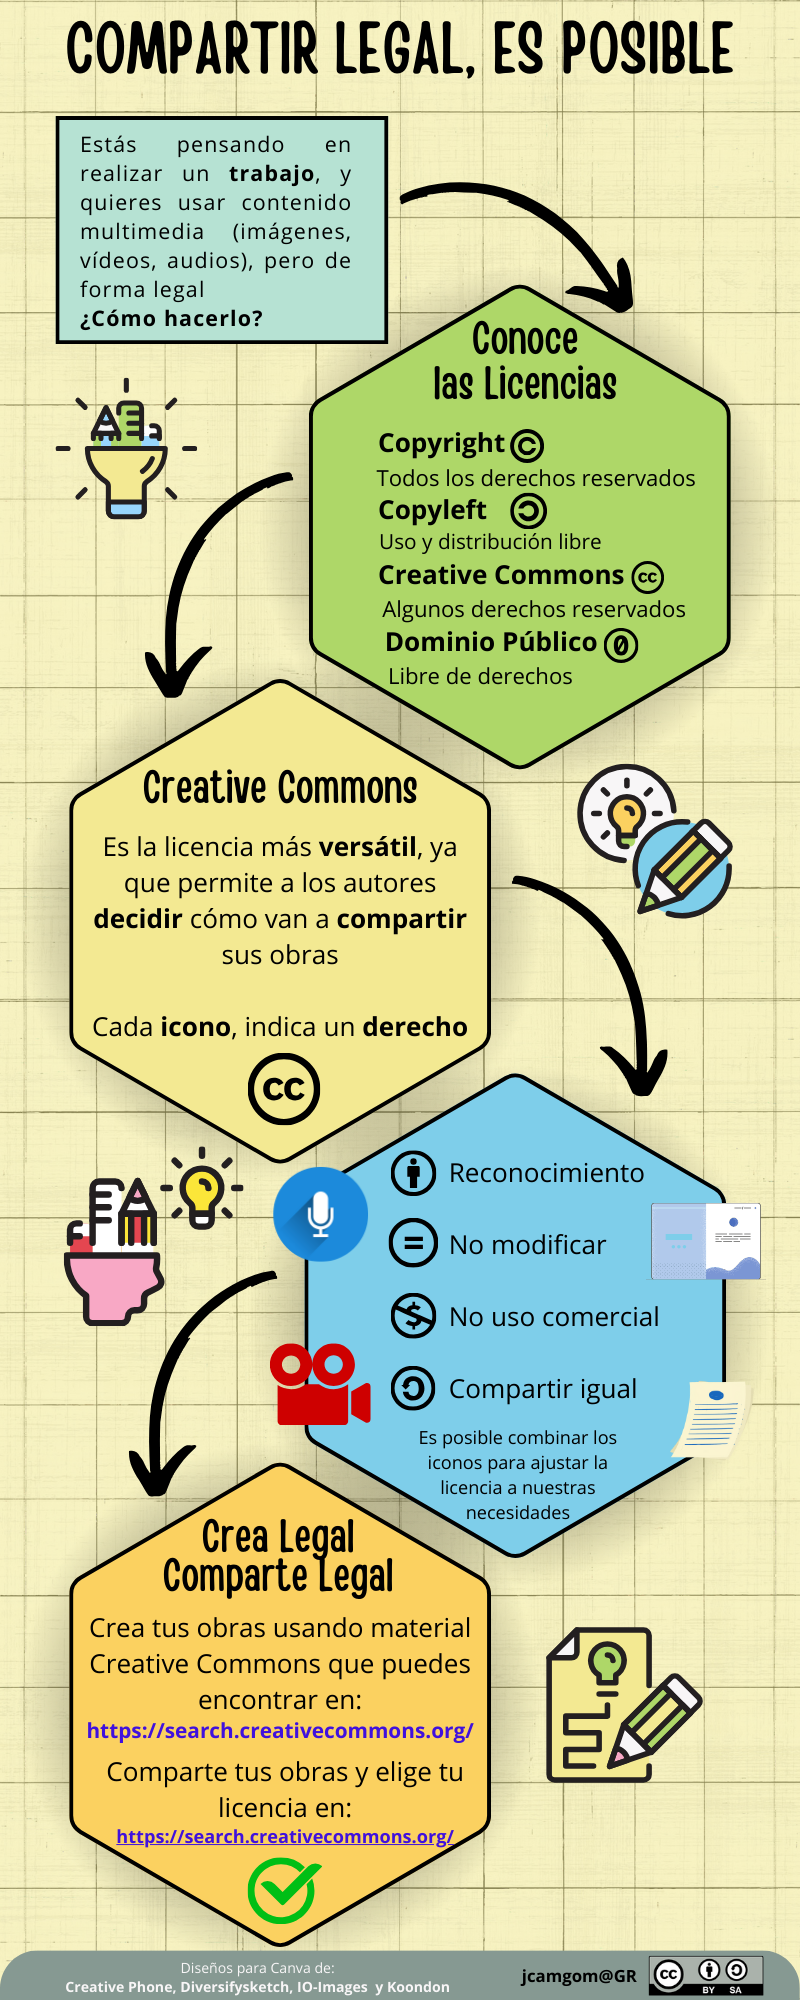 COMPARTIR LEGAL, ES POSIBLE
Estás pensando en
realizar un trabajo, y
quieres usar contenido
multimedia (imágenes,
vídeos, audios), pero de
forma legal
¿Cómo hacerlo?
Conoce
las Licencias
Copyright ©
Todos los derechos reservados
Copyleft
Uso y distribución libre
Creative Commons cc
Algunos derechos reservados
Dominio Público 0
Libre de derechos
Creative Commons
Es la licencia más versátil, ya
que permite a los autores
decidir cómo van a compartir
sus obras
Cada icono, indica un derecho
cc
Reconocimiento
= No modificar
$ No uso comercial
Compartir igual
Es posible combinar los
iconos para ajustar la
licencia a nuestras
necesidades
Crea Legal
Comparte Legal
Crea tus obras usando material
Creative Commons que puedes
encontrar en:
https://search.creativecommons.org/
Comparte tus obras y elige tu
licencia en:
https://search.creativecommons.org/
Diseños para Canva de:
Creative Phone, Diversifysketch, IO-Images y Koondon
jcamgom@GR
cc
BY SA